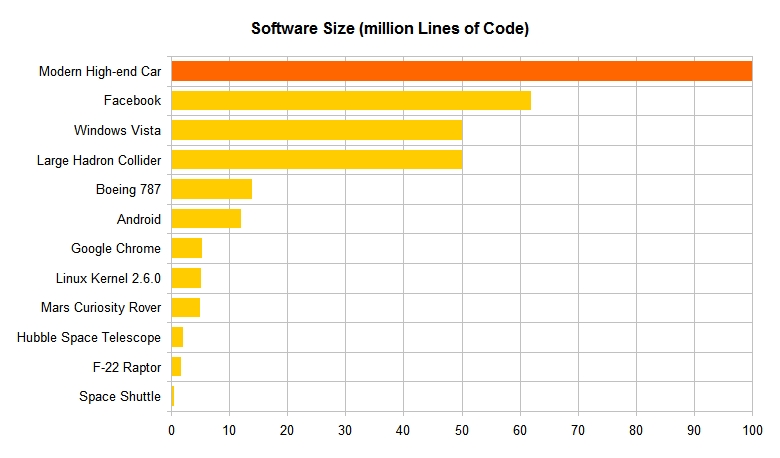 Software Size (million Lines of Code)
Modern High-end Car
Facebook
Windows Vista
Large Hadron Collider
Boeing 787
Android
Google Chrome
Linux Kernel 2.6.0
Mars Curiosity Rover
Hubble Space Telescope
F-22 Raptor
Space Shuttle
0 10 20 30 40 50 60 70 80 90 100